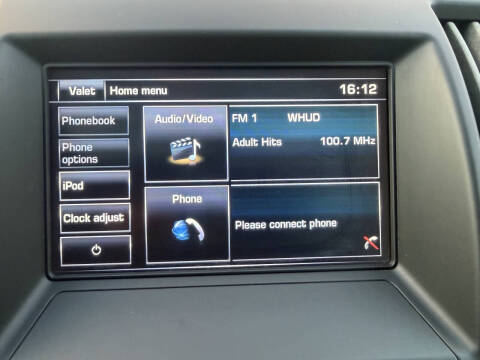 Valet Home menu 16:12
Phonebook
Phone
options
iPod
Clock adjust
Audio/Video
FM 1 WHUD
Adult Hits 100.7 MHz
Phone
Please connect phone